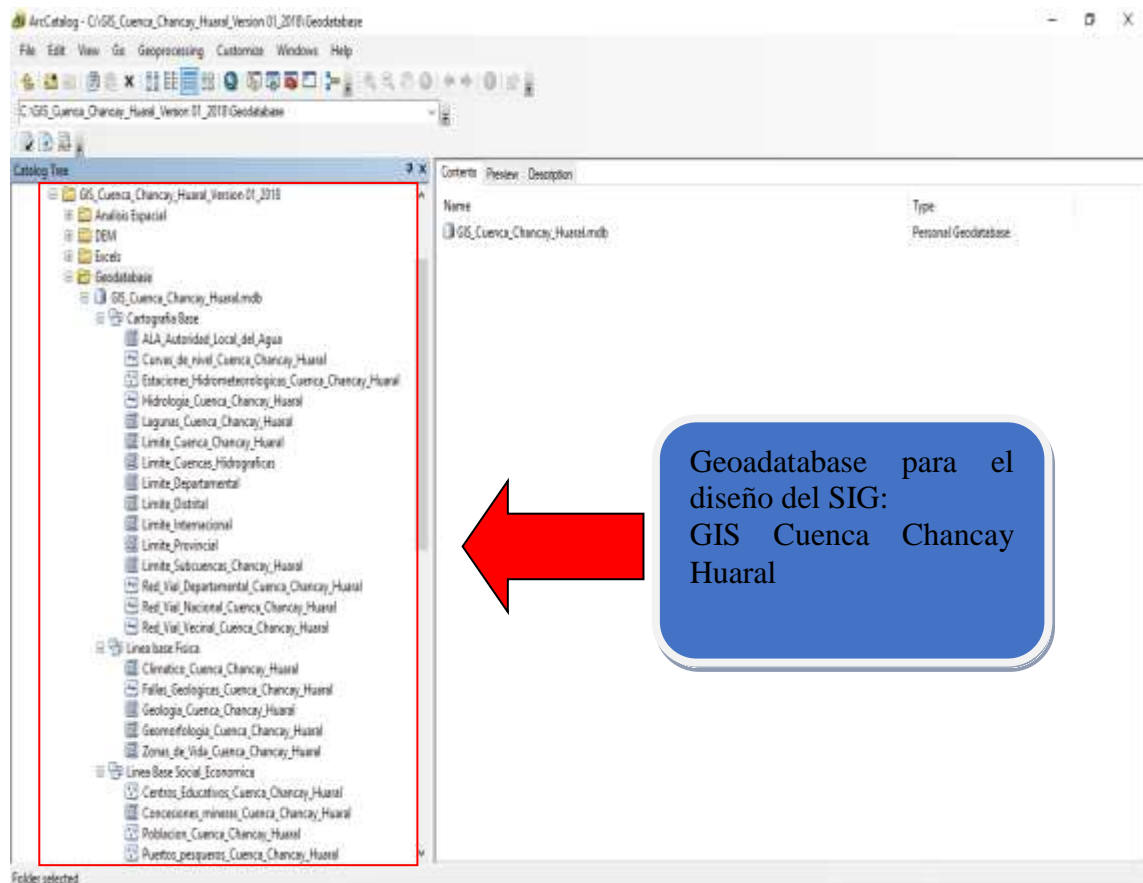 ArcCatalog - C:\GIS_Cuenca_Chancay_Huaral_Version 01_2018\Geodatabase
File Edit View Go Geoprocessing Customize Windows Help
C:\GIS_Cuenca_Chancay_Huaral_Version 01_2018\Geodatabase
Catalog Tree
GIS_Cuenca_Chancay_Huaral_Version 01_2018
Analisis Espacial
DEM
Excels
Geodatabase
GIS_Cuenca_Chancay_Huaral.mdb
Cartografia Base
ALA_Autoridad_Local_del_Agua
Curvas_de_nivel_Cuenca_Chancay_Huaral
Estaciones_Hidrometeorologicas_Cuenca_Chancay_Huaral
Hidrologia_Cuenca_Chancay_Huaral
Lagunas_Cuenca_Chancay_Huaral
Limite_Cuenca_Chancay_Huaral
Limite_Cuencas_Hidrograficas
Limite_Departamental
Limite_Distrital
Limite_Internacional
Limite_Provincial
Limite_Subcuencas_Chancay_Huaral
Red_Vial_Departamental_Cuenca_Chancay_Huaral
Red_Vial_Nacional_Cuenca_Chancay_Huaral
Red_Vial_Vecinal_Cuenca_Chancay_Huaral
Linea base Fisica
Climatico_Cuenca_Chancay_Huaral
Fallas_Geologicas_Cuenca_Chancay_Huaral
Geologia_Cuenca_Chancay_Huaral
Geomorfologia_Cuenca_Chancay_Huaral
Zonas_de_Vida_Cuenca_Chancay_Huaral
Linea Base Social_Economica
Centros_Educativos_Cuenca_Chancay_Huaral
Concesiones_mineras_Cuenca_Chancay_Huaral
Poblacion_Cuenca_Chancay_Huaral
Puertos_pesqueros_Cuenca_Chancay_Huaral
Folder selected
Contents Preview Description
Name Type
GIS_Cuenca_Chancay_Huaral.mdb Personal Geodatabase
Geoadatabase para el
diseño del SIG:
GIS Cuenca Chancay
Huaral